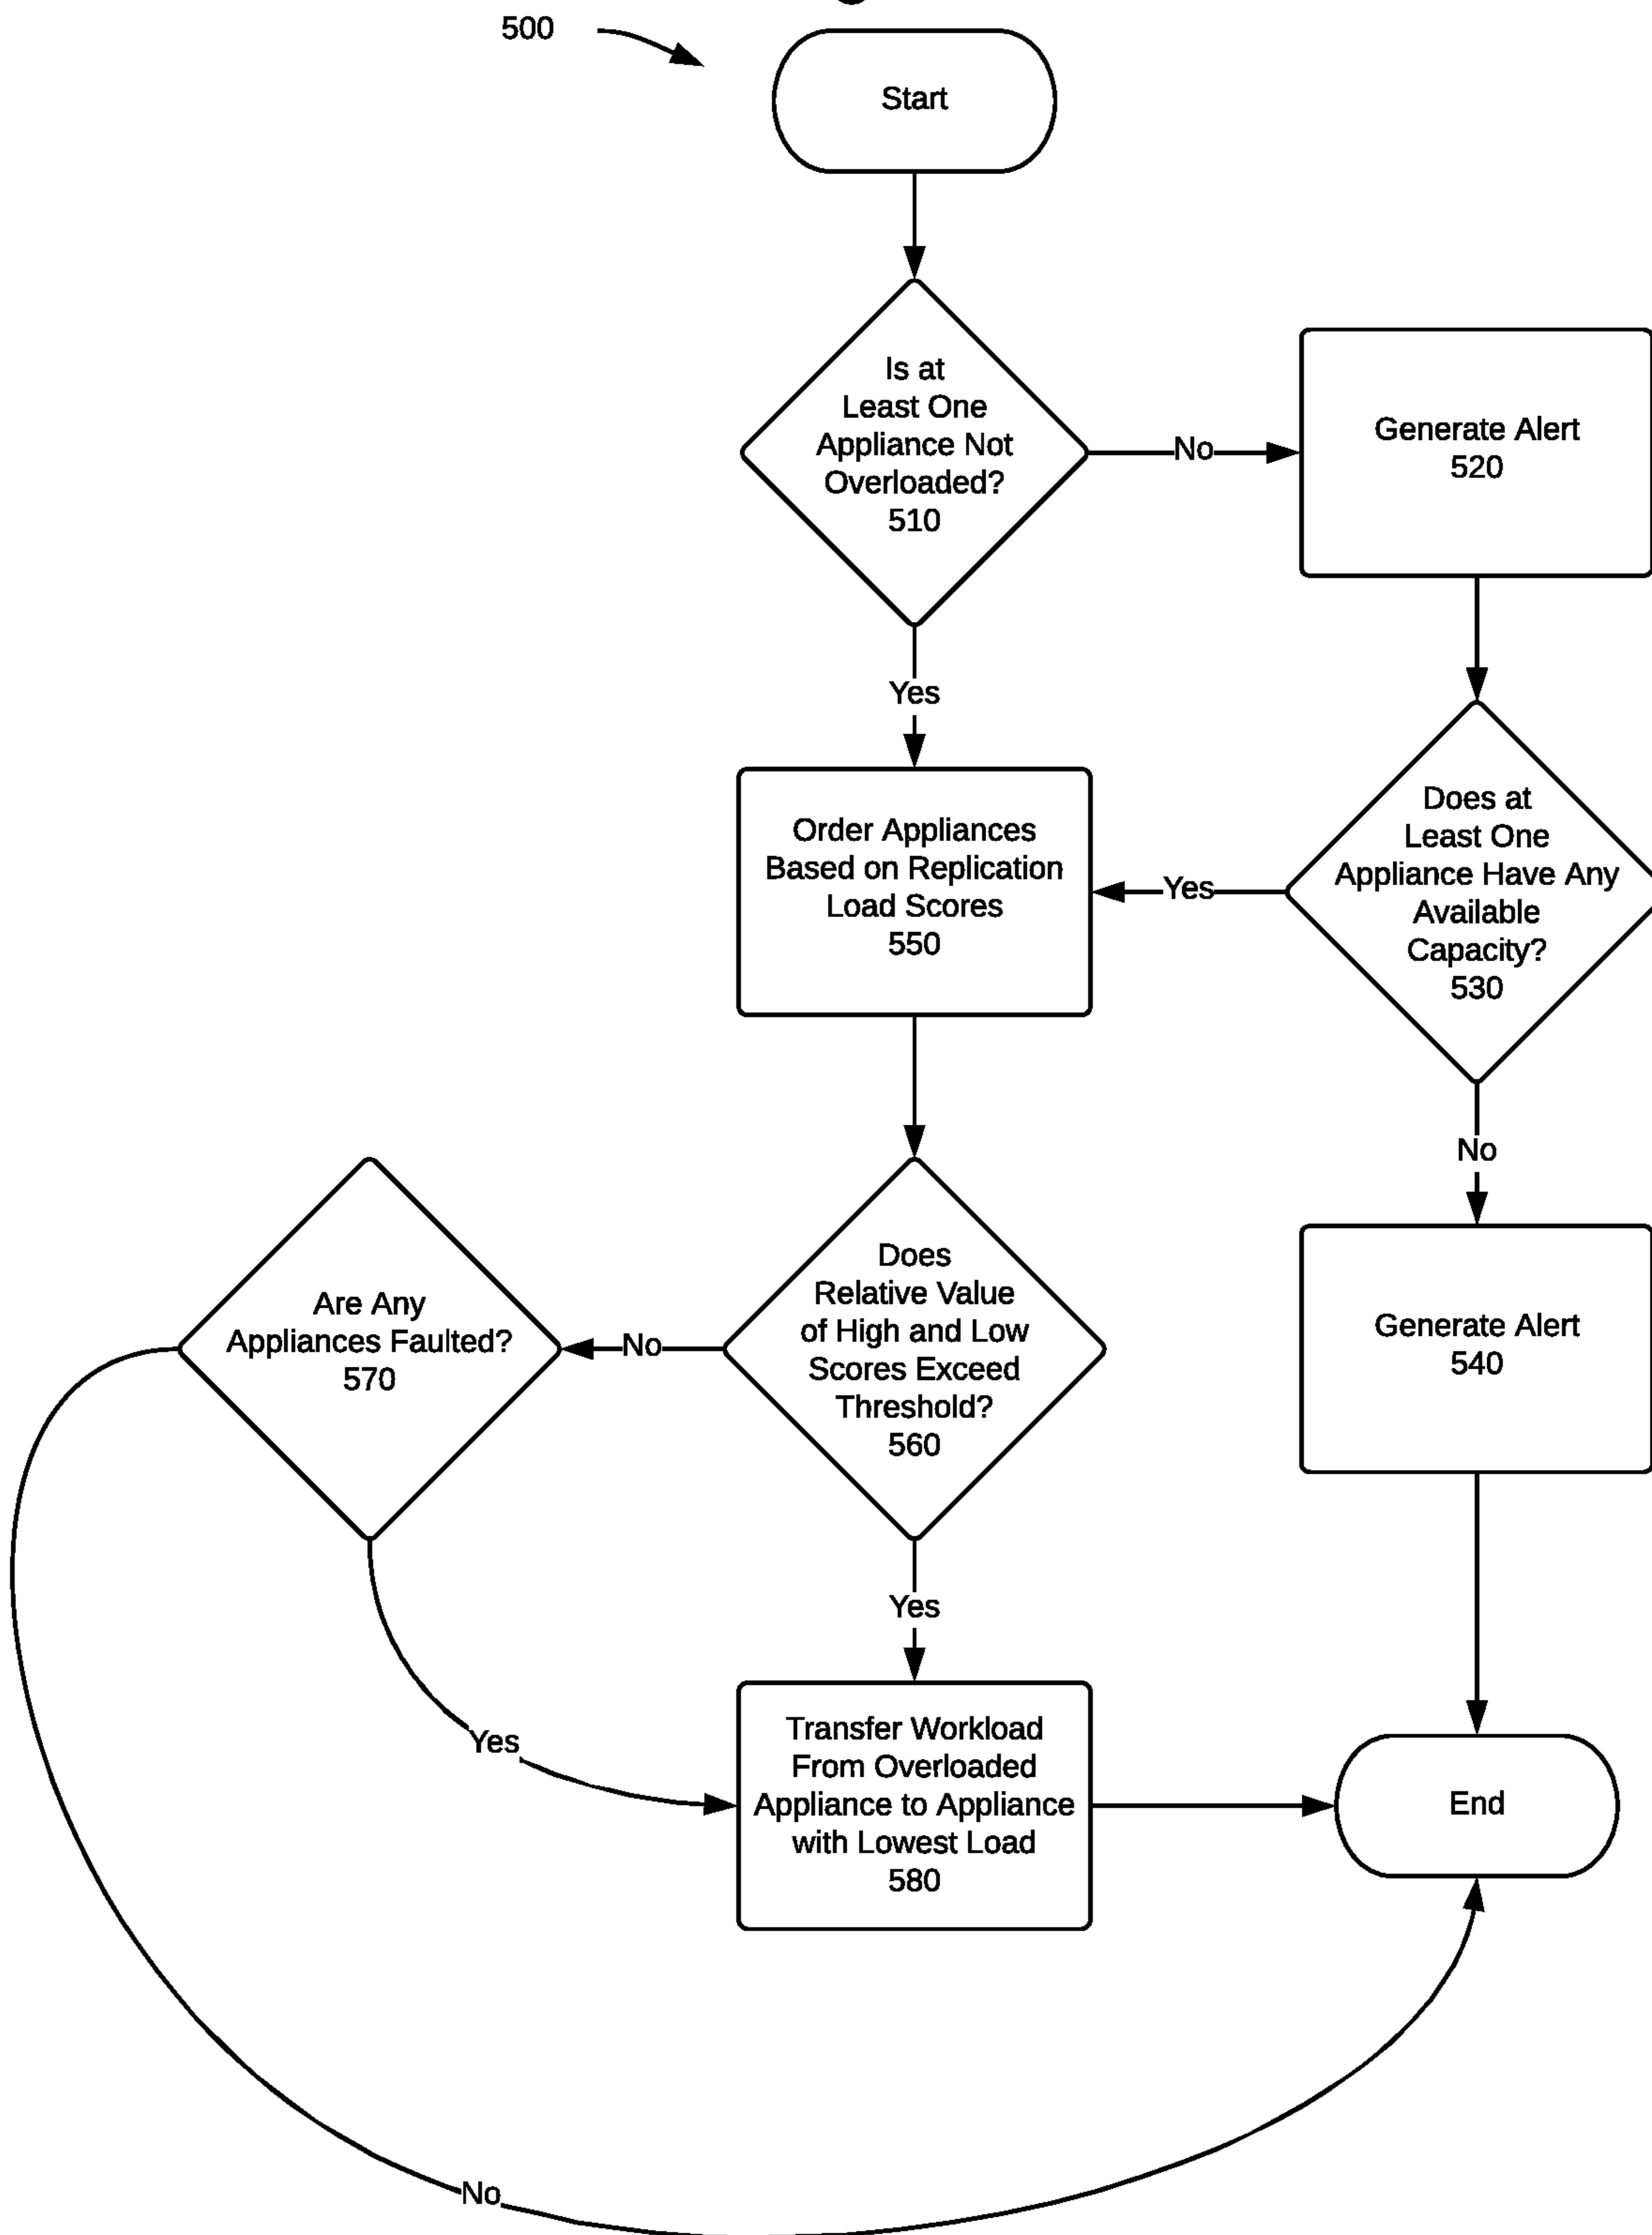 500
Start
Is at
Least One
Appliance Not
Overloaded?
510
No
Generate Alert
520
Yes
Order Appliances
Based on Replication
Load Scores
550
Yes
Does at
Least One
Appliance Have Any
Available
Capacity?
530
No
Are Any
Appliances Faulted?
570
No
Does
Relative Value
of High and Low
Scores Exceed
Threshold?
560
Generate Alert
540
Yes
Yes
Transfer Workload
From Overloaded
Appliance to Appliance
with Lowest Load
580
End
No